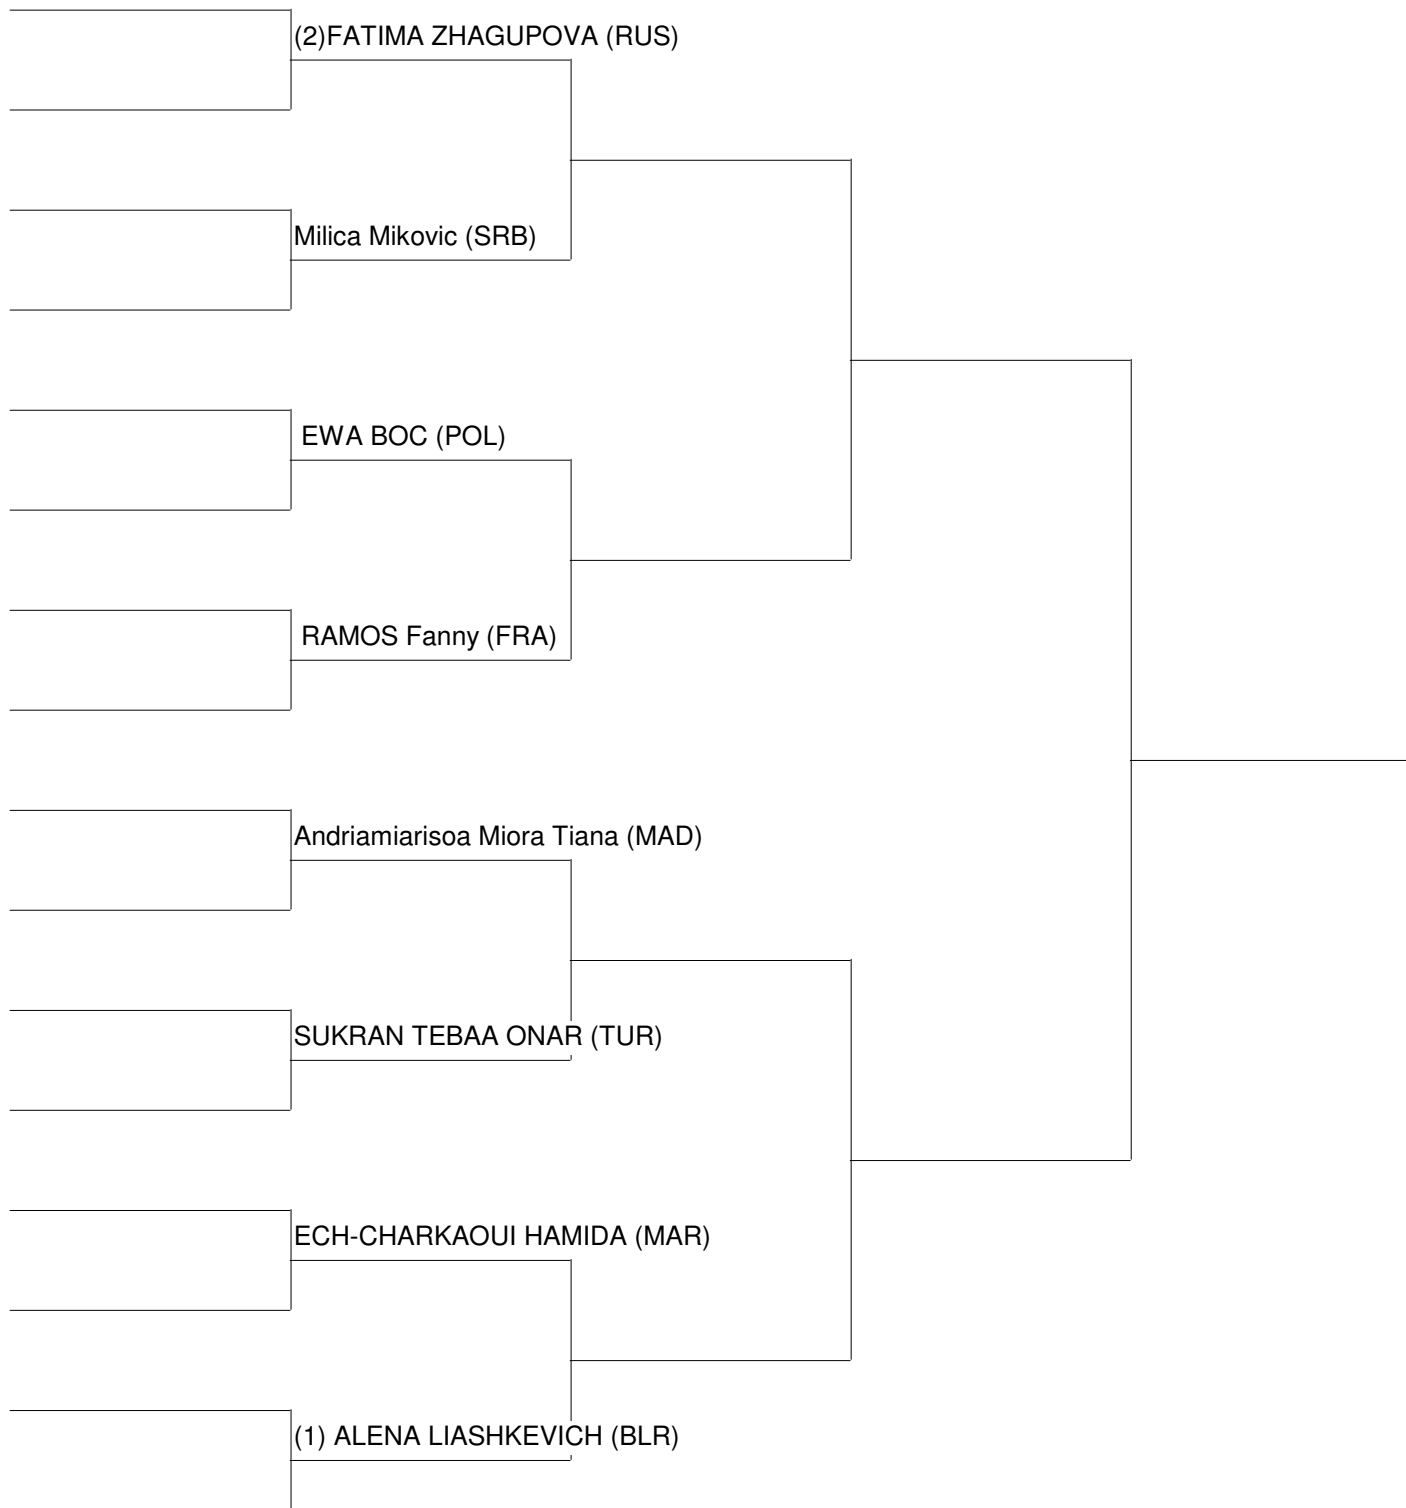 (2)FATIMA ZHAGUPOVA (RUS)
Milica Mikovic (SRB)
EWA BOC (POL)
RAMOS Fanny (FRA)
Andriamiarisoa Miora Tiana (MAD)
SUKRAN TEBAA ONAR (TUR)
ECH-CHARKAOUI HAMIDA (MAR)
(1) ALENA LIASHKEVICH (BLR)